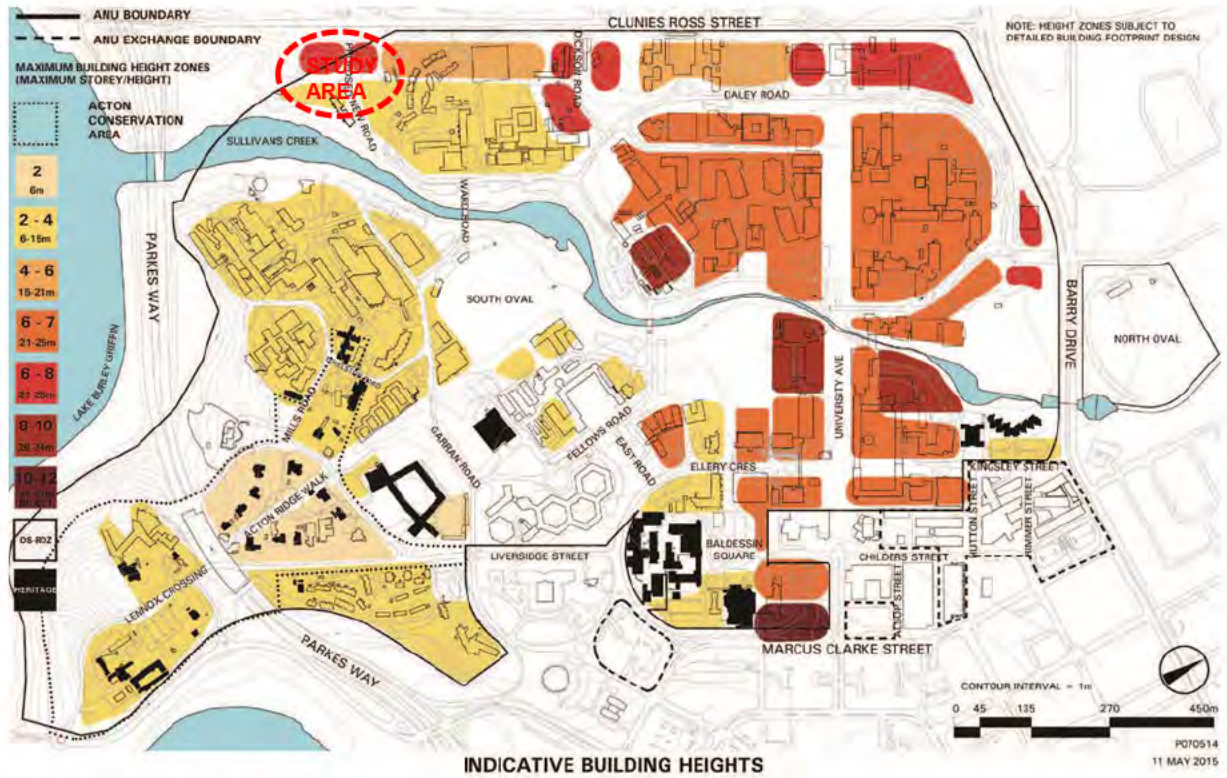 ANU BOUNDARY
ANU EXCHANGE BOUNDARY
MAXIMUM BUILDING HEIGHT ZONES
(MAXIMUM STOREY/HEIGHT)
ACTON
CONSERVATION
AREA
2
6m
2 - 4
6-15m
4 - 6
15-21m
6 - 7
21-25m
6 - 8
8 - 10
10-12
DS-RDZ
HERITAGE
CLUNIES ROSS STREET
NOTE: HEIGHT ZONES SUBJECT TO
DETAILED BUILDING FOOTPRINT DESIGN
STUDY
AREA
NEW ROAD
DICKSON ROAD
DALEY ROAD
SULLIVANS CREEK
WARD ROAD
PARKES WAY
LAKE BURLEY GRIFFIN
SOUTH OVAL
BARRY DRIVE
NORTH OVAL
UNIVERSITY AVE
MILLS ROAD
GARRAN ROAD
FELLOWS ROAD
EAST ROAD
ELLERY CRES
KINGSLEY STREET
HUTTON STREET
RIMMER STREET
ACTON RIDGE WALK
BALDESSIN
SQUARE
LIVERSIDGE STREET
CHILDERS STREET
ALSOP STREET
LENNOX CROSSING
PARKES WAY
MARCUS CLARKE STREET
CONTOUR INTERVAL = 1m
0 45 135 270 450m
P070514
11 MAY 2015
INDICATIVE BUILDING HEIGHTS